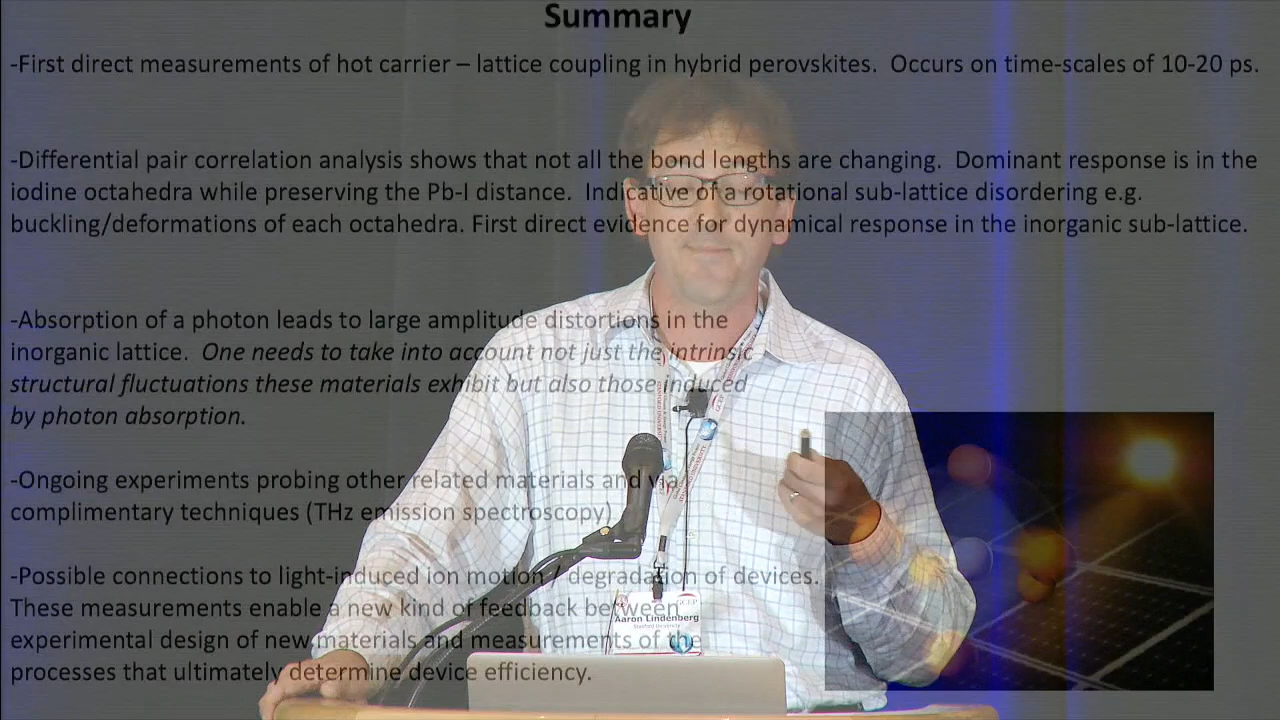 Summary
-First direct measurements of hot carrier – lattice coupling in hybrid perovskites.  Occurs on time-scales of 10-20 ps.
-Differential pair correlation analysis shows that not all the bond lengths are changing.  Dominant response is in the
iodine octahedra while preserving the Pb-I distance.  Indicative of a rotational sub-lattice disordering e.g.
buckling/deformations of each octahedra. First direct evidence for dynamical response in the inorganic sub-lattice.
-Absorption of a photon leads to large amplitude distortions in the
inorganic lattice.  One needs to take into account not just the intrinsic
structural fluctuations these materials exhibit but also those induced
by photon absorption.
-Ongoing experiments probing other related materials and via
complimentary techniques (THz emission spectroscopy)
-Possible connections to light-induced ion motion / degradation of devices.
These measurements enable a new kind of feedback between
experimental design of new materials and measurements of the
processes that ultimately determine device efficiency.
GCEP
Aaron Lindenberg
Stanford University